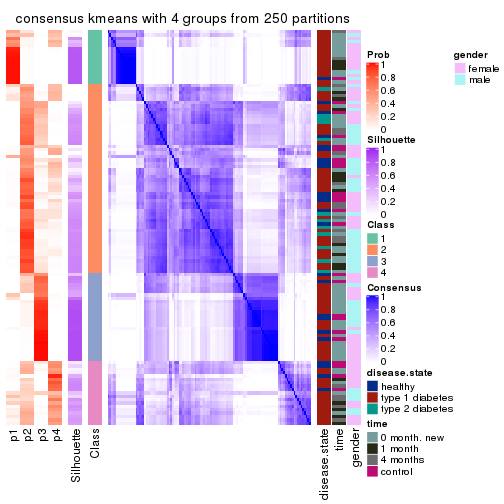 consensus kmeans with 4 groups from 250 partitions
Prob
1
0.8
0.6
0.4
0.2
0
gender
female
male
Silhouette
1
0.8
0.6
0.4
0.2
0
Class
1
2
3
4
Consensus
1
0.8
0.6
0.4
0.2
0
disease.state
healthy
type 1 diabetes
type 2 diabetes
time
0 month. new
1 month
4 months
control
p1
p2
p3
p4
Silhouette
Class
disease.state
time
gender